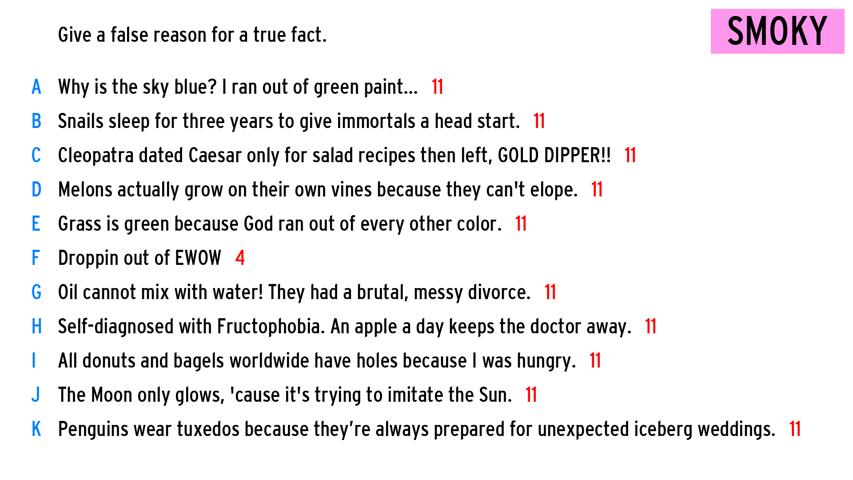 Give a false reason for a true fact.
SMOKY
A Why is the sky blue? I ran out of green paint... 11
B Snails sleep for three years to give immortals a head start. 11
C Cleopatra dated Caesar only for salad recipes then left, GOLD DIPPER!! 11
D Melons actually grow on their own vines because they can't elope. 11
E Grass is green because God ran out of every other color. 11
F Droppin out of EWOW 4
G Oil cannot mix with water! They had a brutal, messy divorce. 11
H Self-diagnosed with Fructophobia. An apple a day keeps the doctor away. 11
I All donuts and bagels worldwide have holes because I was hungry. 11
J The Moon only glows, 'cause it's trying to imitate the Sun. 11
K Penguins wear tuxedos because they’re always prepared for unexpected iceberg weddings. 11